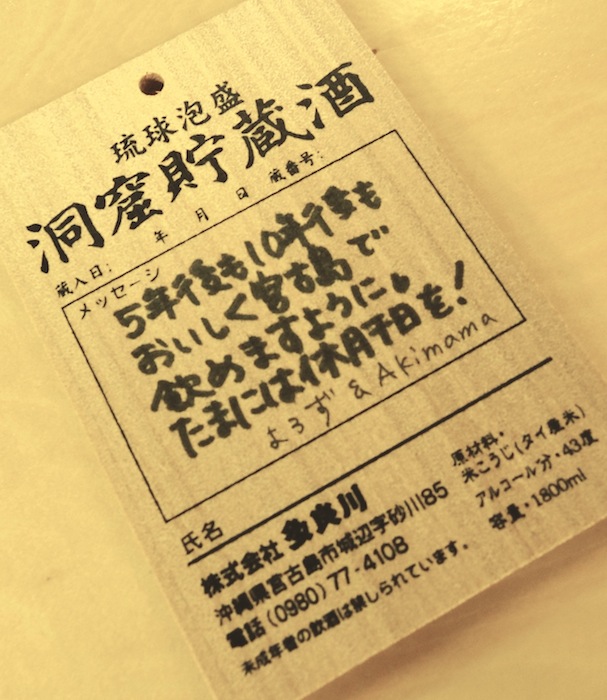 琉球泡盛
洞窟貯蔵酒
蔵入日: 年 月 日 蔵番号:
メッセージ
5年後も10年後も
おいしく宮古島で
飲めますように
たまには休肝日を!
よろず & Akimama
氏名
株式会社 多良川
沖縄県宮古島市城辺字砂川85
電話(0980)77-4108
未成年者の飲酒は禁じられています。
原材料・
米こうじ(タイ産米)
アルコール分・43度
容量・1800ml